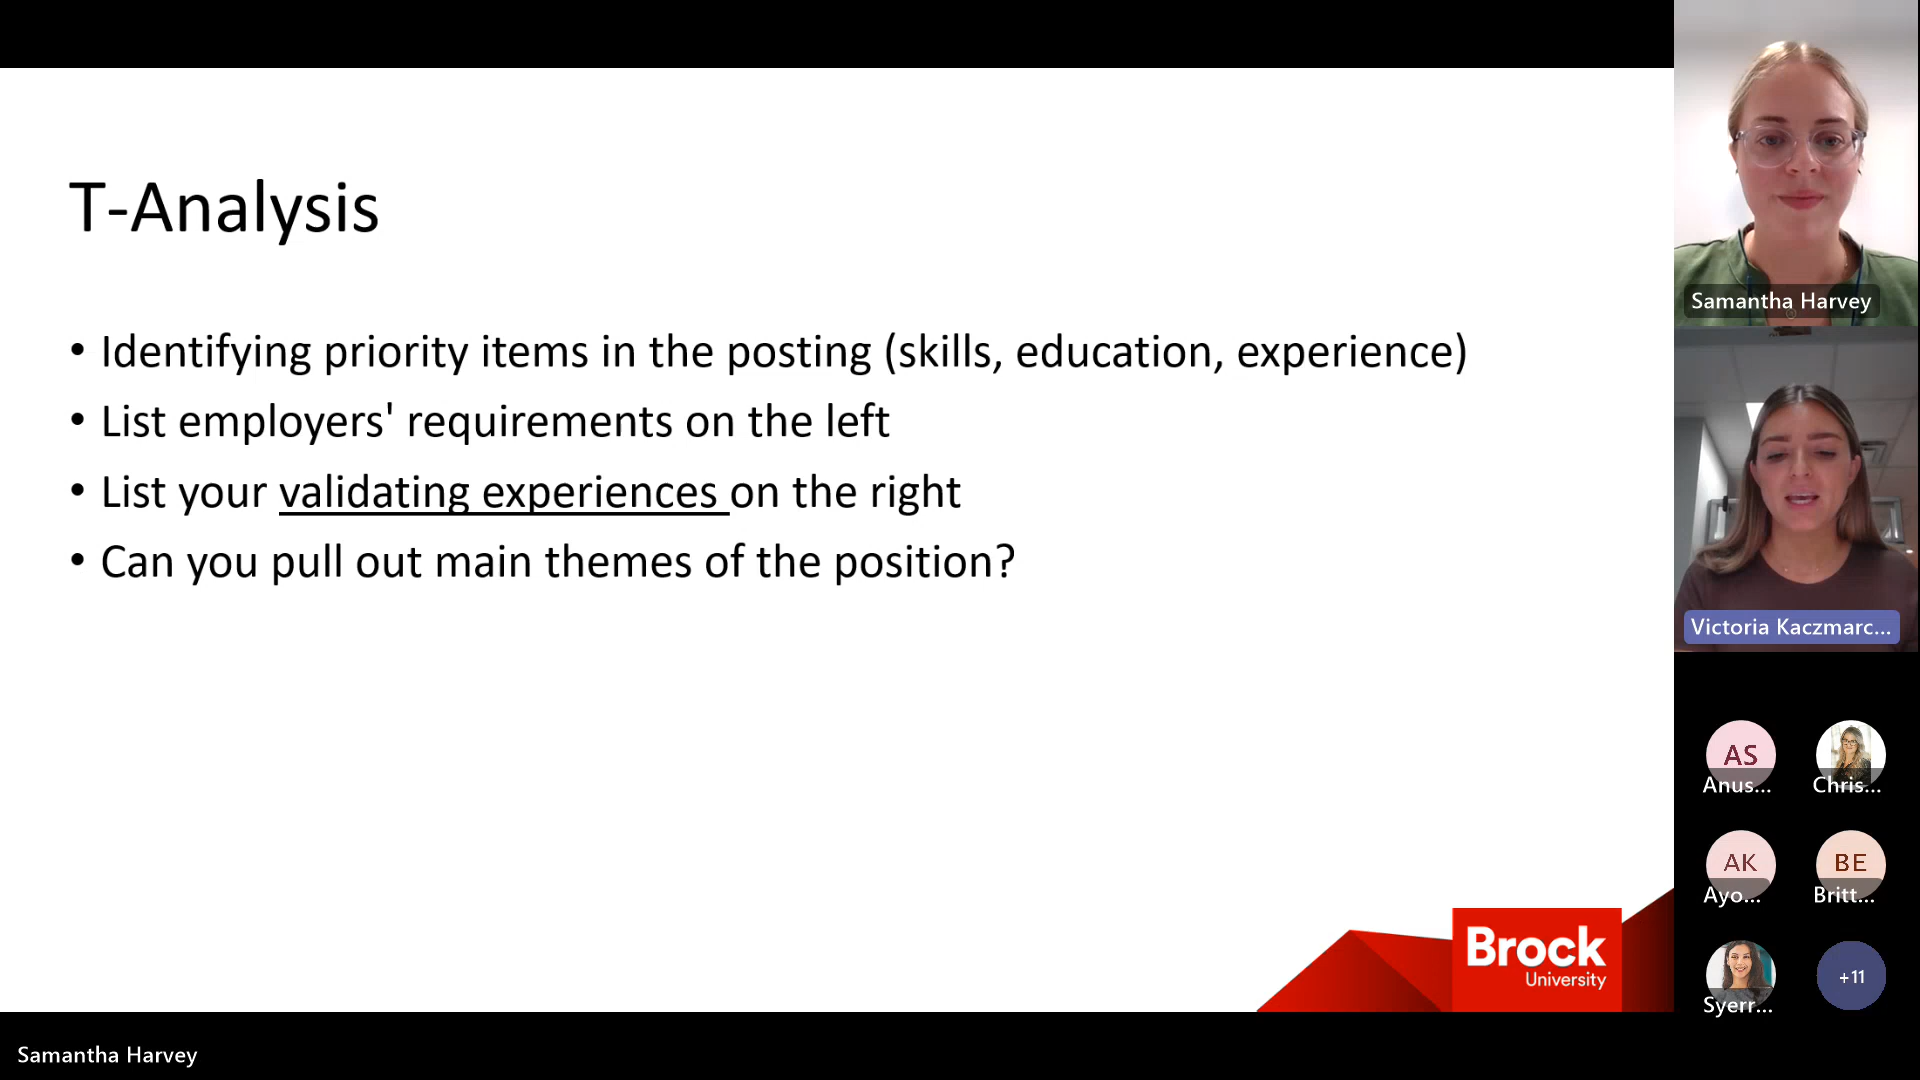 T-Analysis
• Identifying priority items in the posting (skills, education, experience)
• List employers' requirements on the left
• List your validating experiences on the right
• Can you pull out main themes of the position?
Brock
University
Samantha Harvey
Samantha Harvey
Victoria Kaczmarc...
AS
Anus...
Chris...
AK
Ayo...
BE
Britt...
Syerr...
+11